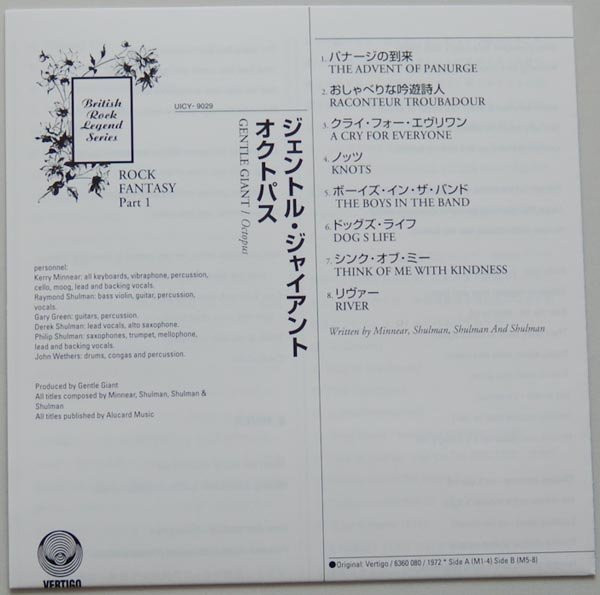 British
Rock
Legend
Series
ROCK
FANTASY
Part 1
UICY- 9029
ジェントル・ジャイアント
オクトパス
GENTLE GIANT / Octopus
personnel:
Kerry Minnear: all keyboards, vibraphone, percussion,
cello, moog, lead and backing vocals.
Raymond Shulman: bass violin, guitar, percussion,
vocals.
Gary Green: guitars, percussion.
Derek Shulman: lead vocals, alto saxophone.
Philip Shulman: saxophones, trumpet, mellophone,
lead and backing vocals.
John Wethers: drums, congas and percussion.
Produced by Gentle Giant
All titles composed by Minnear, Shulman, Shulman &
Shulman
All titles published by Alucard Music
VERTIGO
1. パナージの到来
THE ADVENT OF PANURGE
2. おしゃべりな吟遊詩人
RACONTEUR TROUBADOUR
3. クライ・フォー・エヴリワン
A CRY FOR EVERYONE
4. ノッツ
KNOTS
5. ボーイズ・イン・ザ・バンド
THE BOYS IN THE BAND
6. ドッグズ・ライフ
DOG S LIFE
7. シンク・オブ・ミー
THINK OF ME WITH KINDNESS
8. リヴァー
RIVER
Written by Minnear, Shulman, Shulman And Shulman
●Original: Vertigo / 6360 080 / 1972 * Side A (M1-4) Side B (M5-8)